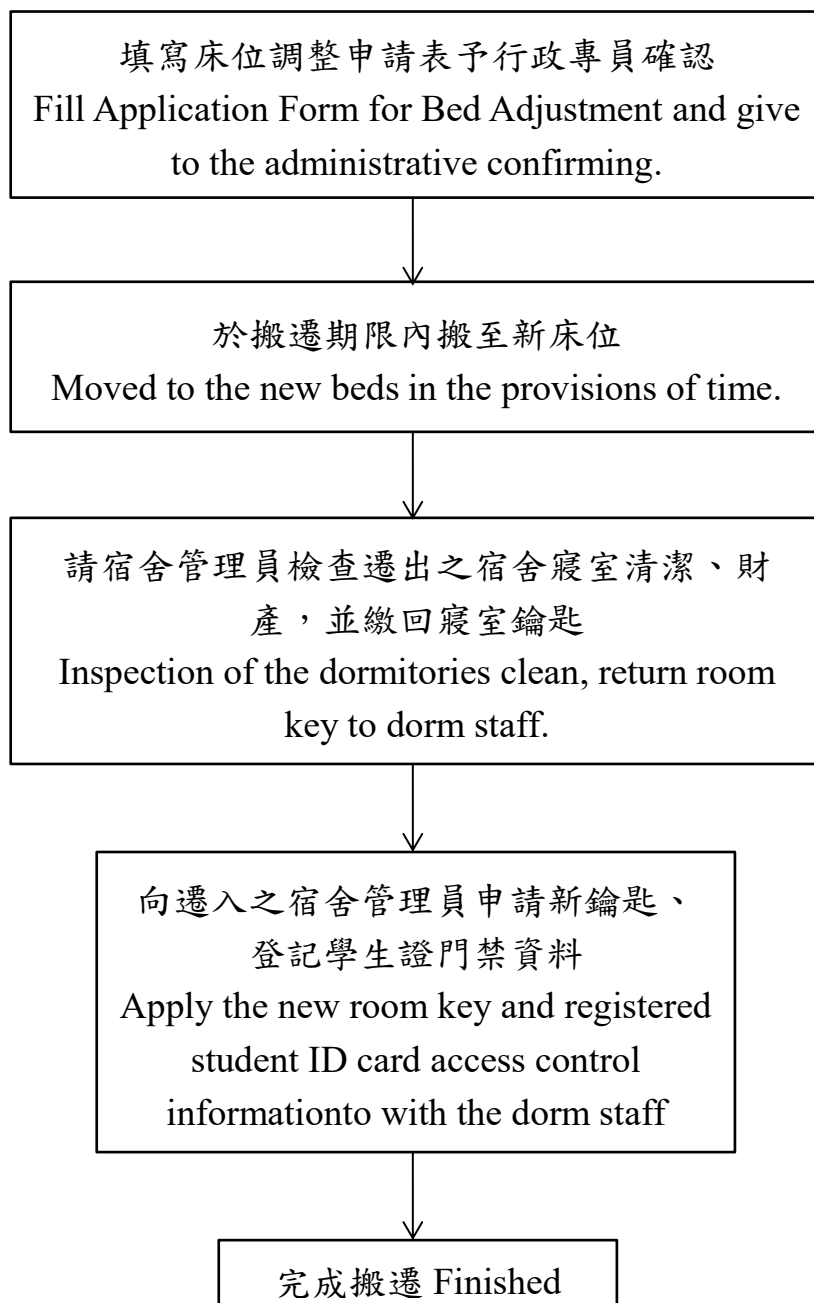 填寫床位調整申請表予行政專員確認
Fill Application Form for Bed Adjustment and give
to the administrative confirming.
於搬遷期限內搬至新床位
Moved to the new beds in the provisions of time.
請宿舍管理員檢查遷出之宿舍寢室清潔、財
產，並繳回寢室鑰匙
Inspection of the dormitories clean, return room
key to dorm staff.
向遷入之宿舍管理員申請新鑰匙、
登記學生證門禁資料
Apply the new room key and registered
student ID card access control
informationto with the dorm staff
完成搬遷 Finished